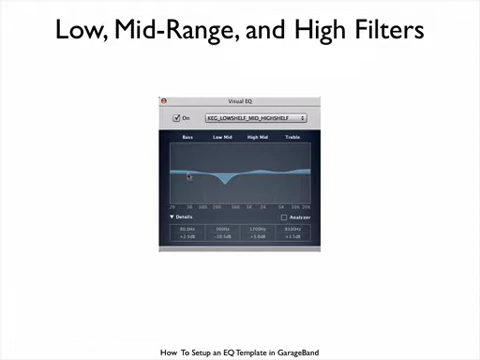 Low, Mid-Range, and High Filters
Visual EQ
On KEG_LOWSHELF_MID_HIGHSHELF
Bass Low Mid High Mid Treble
Details Analyzer
How To Setup an EQ Template in GarageBand